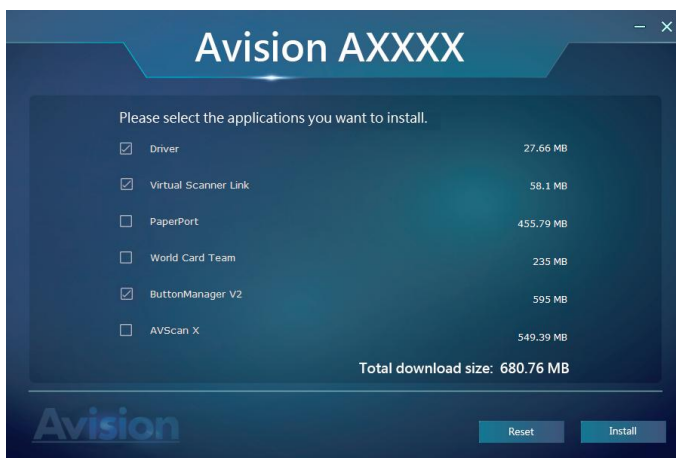 Avision AXXXX
Please select the applications you want to install.
Driver 27.66 MB
Virtual Scanner Link 58.1 MB
PaperPort 455.79 MB
World Card Team 235 MB
ButtonManager V2 595 MB
AVScan X 549.39 MB
Total download size: 680.76 MB
Avision
Reset Install